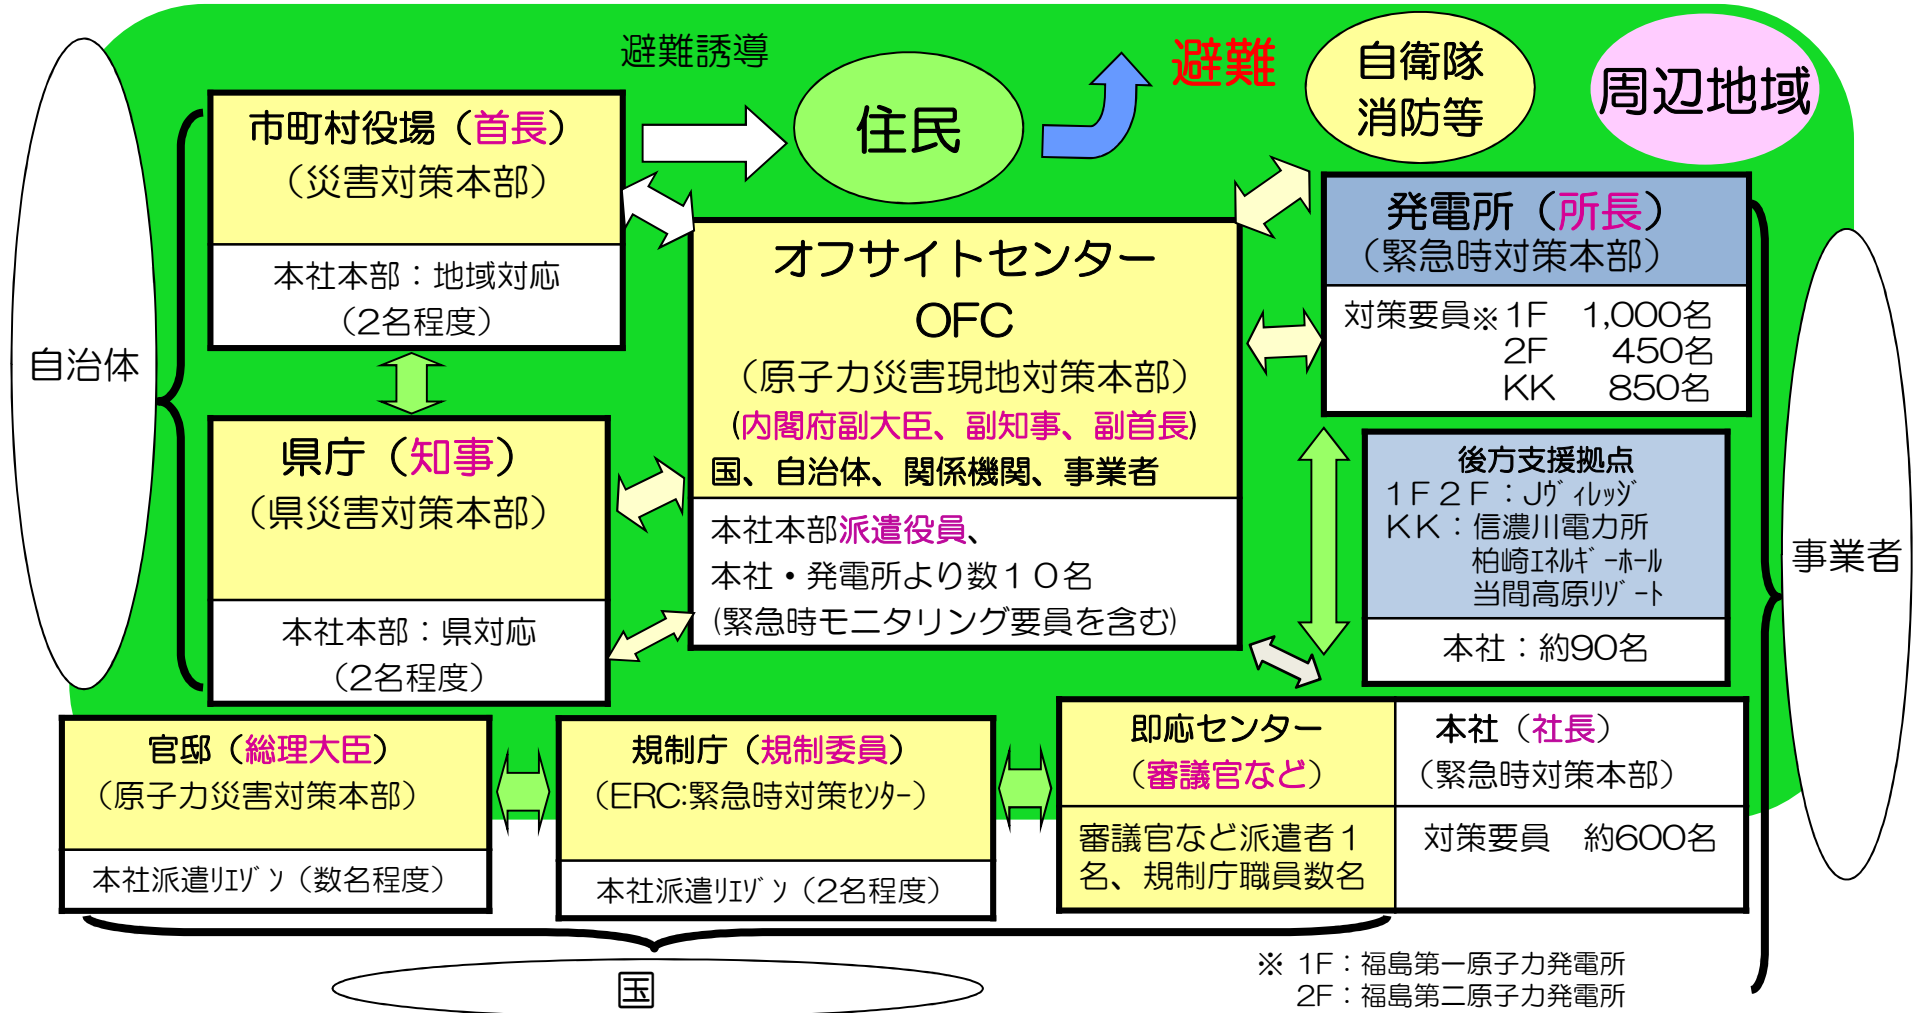 避難誘導
避難
住民
自衛隊
消防等
周辺地域
市町村役場（首長）
（災害対策本部）
本社本部：地域対応
（2名程度）
自治体
県庁（知事）
（県災害対策本部）
本社本部：県対応
（2名程度）
オフサイトセンター
OFC
（原子力災害現地対策本部）
(内閣府副大臣、副知事、副首長)
国、自治体、関係機関、事業者
本社本部派遣役員、
本社・発電所より数１０名
(緊急時モニタリング要員を含む)
発電所（所長）
（緊急時対策本部）
対策要員※1F 1,000名
2F 450名
KK 850名
後方支援拠点
１F２F：Jｳﾞｨﾚｯｼﾞ
KK：信濃川電力所
柏崎ｴﾈﾙｷﾞｰﾎｰﾙ
当間高原ﾘｿﾞｰﾄ
本社：約90名
事業者
官邸（総理大臣）
（原子力災害対策本部）
本社派遣ﾘｴｿﾞﾝ（数名程度）
規制庁（規制委員）
（ERC:緊急時対策ｾﾝﾀｰ）
本社派遣ﾘｴｿﾞﾝ（2名程度）
即応センター
（審議官など）
審議官など派遣者１
名、規制庁職員数名
本社（社長）
（緊急時対策本部）
対策要員　約600名
国
※ 1F：福島第一原子力発電所
2F：福島第二原子力発電所